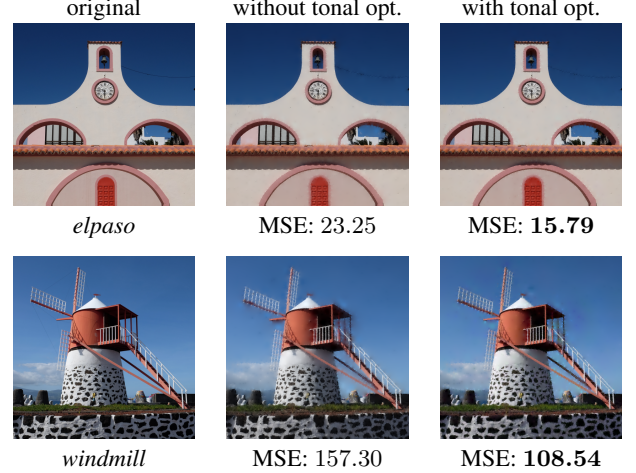 original without tonal opt. with tonal opt.
elpaso MSE: 23.25 MSE: 15.79
windmill MSE: 157.30 MSE: 108.54